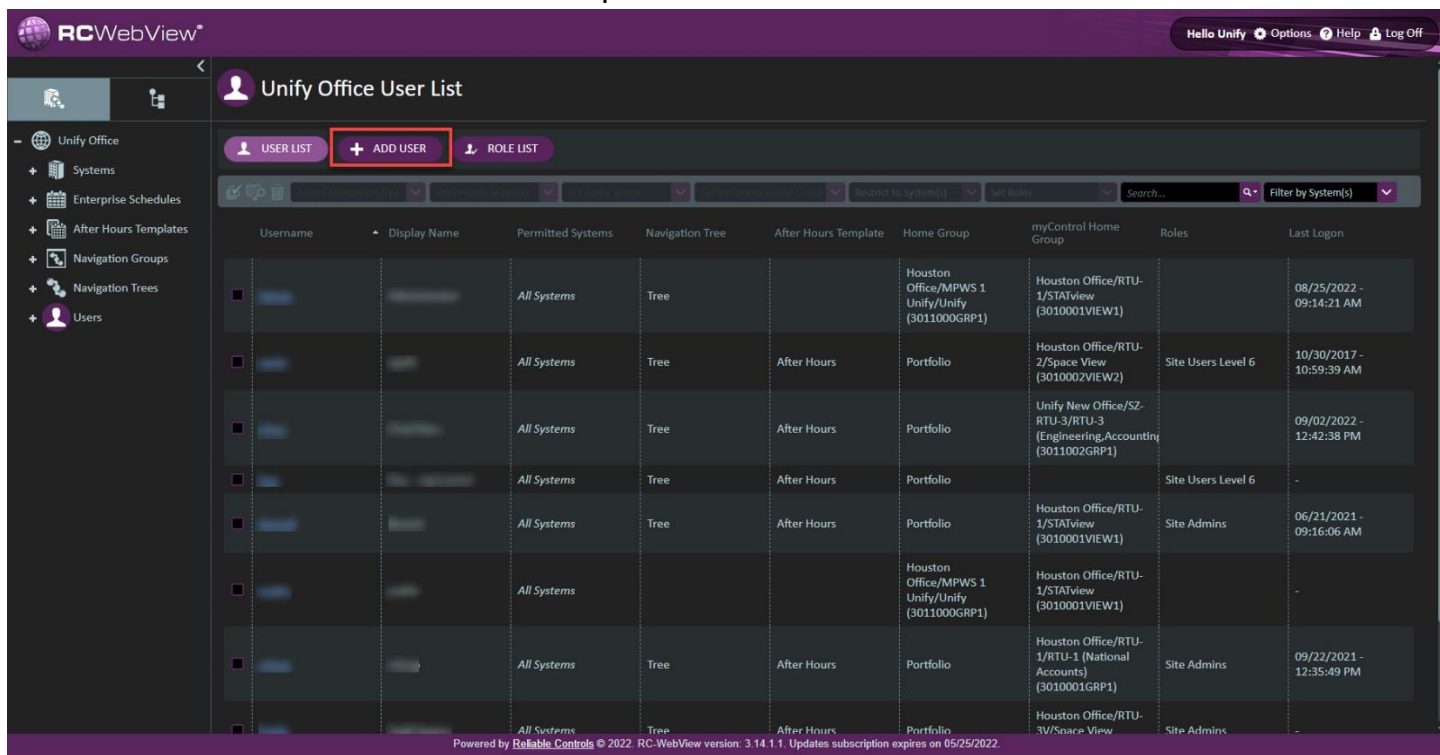 RCWebView®
Hello Unify Options Help Log Off
Unify Office User List
Unify Office
Systems
Enterprise Schedules
After Hours Templates
Navigation Groups
Navigation Trees
Users
USER LIST ADD USER ROLE LIST
Restrict to System(s) Set Roles Search... Filter by System(s)
Username Display Name Permitted Systems Navigation Tree After Hours Template Home Group myControl Home Roles Last Logon
Group
All Systems Tree
Houston
Office/MPWS 1
Unify/Unify
(3011000GRP1)
Houston Office/RTU-
1/STATview
(3010001VIEW1)
08/25/2022 -
09:14:21 AM
All Systems Tree After Hours Portfolio
Houston Office/RTU-
2/Space View
(3010002VIEW2)
Site Users Level 6
10/30/2017 -
10:59:39 AM
All Systems Tree After Hours Portfolio
Unify New Office/SZ-
RTU-3/RTU-3
(Engineering,Accounting
(3011002GRP1)
09/02/2022 -
12:42:38 PM
All Systems Tree After Hours Portfolio Site Users Level 6 -
All Systems Tree After Hours Portfolio
Houston Office/RTU-
1/STATview
(3010001VIEW1)
Site Admins
06/21/2021 -
09:16:06 AM
All Systems
Houston
Office/MPWS 1
Unify/Unify
(3011000GRP1)
Houston Office/RTU-
1/STATview
(3010001VIEW1)
-
All Systems Tree After Hours Portfolio
Houston Office/RTU-
1/RTU-1 (National
Accounts)
(3010001GRP1)
Site Admins
09/22/2021 -
12:35:49 PM
All Systems Tree After Hours Portfolio
Houston Office/RTU-
3V/Space View
Site Admins -
Powered by Reliable Controls © 2022. RC-WebView version: 3.14.1.1. Updates subscription expires on 05/25/2022.